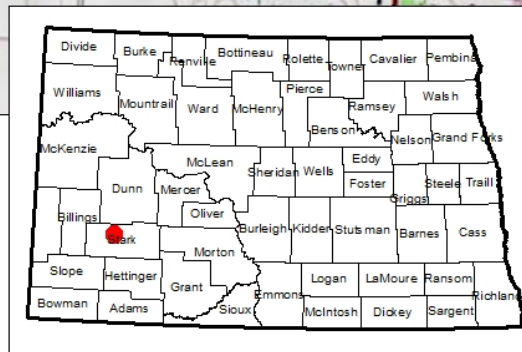 Divide Burke Renville Bottineau Rolette Towner Cavalier Pembina
Williams Mountrail Ward McHenry Pierce Ramsey Walsh
Benson Nelson Grand Forks
McKenzie McLean Sheridan Wells Eddy
Foster Griggs Steele Traill
Dunn Mercer
Oliver
Billings Stark Morton Burleigh Kidder Stutsman Barnes Cass
Slope Hettinger Grant Logan LaMoure Ransom
Emmons Richland
Bowman Adams Sioux McIntosh Dickey Sargent